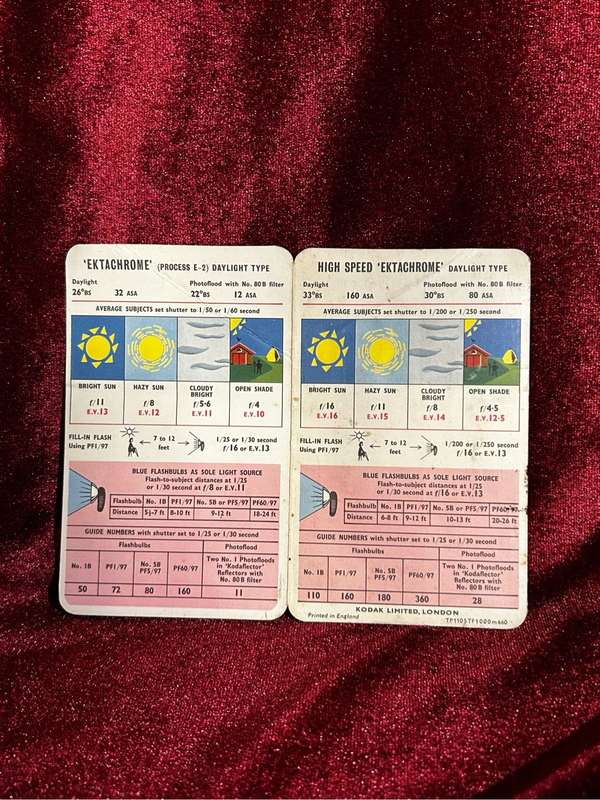 'EKTACHROME' (PROCESS E-2) DAYLIGHT TYPE
Daylight Photoflood with No. 80B filter
26°BS 32 ASA 22°BS 12 ASA
AVERAGE SUBJECTS set shutter to 1/50 or 1/60 second
BRIGHT SUN HAZY SUN CLOUDY BRIGHT OPEN SHADE
f/11 f/8 f/5·6 f/4
E.V.13 E.V.12 E.V.11 E.V.10
FILL-IN FLASH
Using PF1/97
7 to 12
feet
1/25 or 1/30 second
f/16 or E.V.13
BLUE FLASHBULBS AS SOLE LIGHT SOURCE
Flash-to-subject distances at 1/25
or 1/30 second at f/8 or E.V.11
Flashbulb No. 1B PF1/97 No. 5B or PF5/97 PF60/97
Distance 5½-7 ft 8-10 ft 9-12 ft 18-24 ft
GUIDE NUMBERS with shutter set to 1/25 or 1/30 second
Flashbulbs Photoflood
No. 1B PF1/97 No. 5B PF5/97 PF60/97
Two No. 1 Photofloods
in 'Kodaflector'
Reflectors with
No. 80B filter
50 72 80 160 11
HIGH SPEED 'EKTACHROME' DAYLIGHT TYPE
Daylight Photoflood with No. 80B filter
33°BS 160 ASA 30°BS 80 ASA
AVERAGE SUBJECTS set shutter to 1/200 or 1/250 second
BRIGHT SUN HAZY SUN CLOUDY BRIGHT OPEN SHADE
f/16 f/11 f/8 f/4·5
E.V.16 E.V.15 E.V.14 E.V.12·5
FILL-IN FLASH
Using PF1/97
7 to 12
feet
1/200 or 1/250 second
f/16 or E.V.13
BLUE FLASHBULBS AS SOLE LIGHT SOURCE
Flash-to-subject distances at 1/25
or 1/30 second at f/16 or E.V.13
Flashbulb No. 1B PF1/97 No. 5B or PF5/97 PF60/97
Distance 6-8 ft 9-12 ft 10-13 ft 20-26 ft
GUIDE NUMBERS with shutter set to 1/25 or 1/30 second
Flashbulbs Photoflood
No. 1B PF1/97 No. 5B PF5/97 PF60/97
Two No. 1 Photofloods
in 'Kodaflector'
Reflectors with
No. 80B filter
110 160 180 360 28
KODAK LIMITED, LONDON
Printed in England